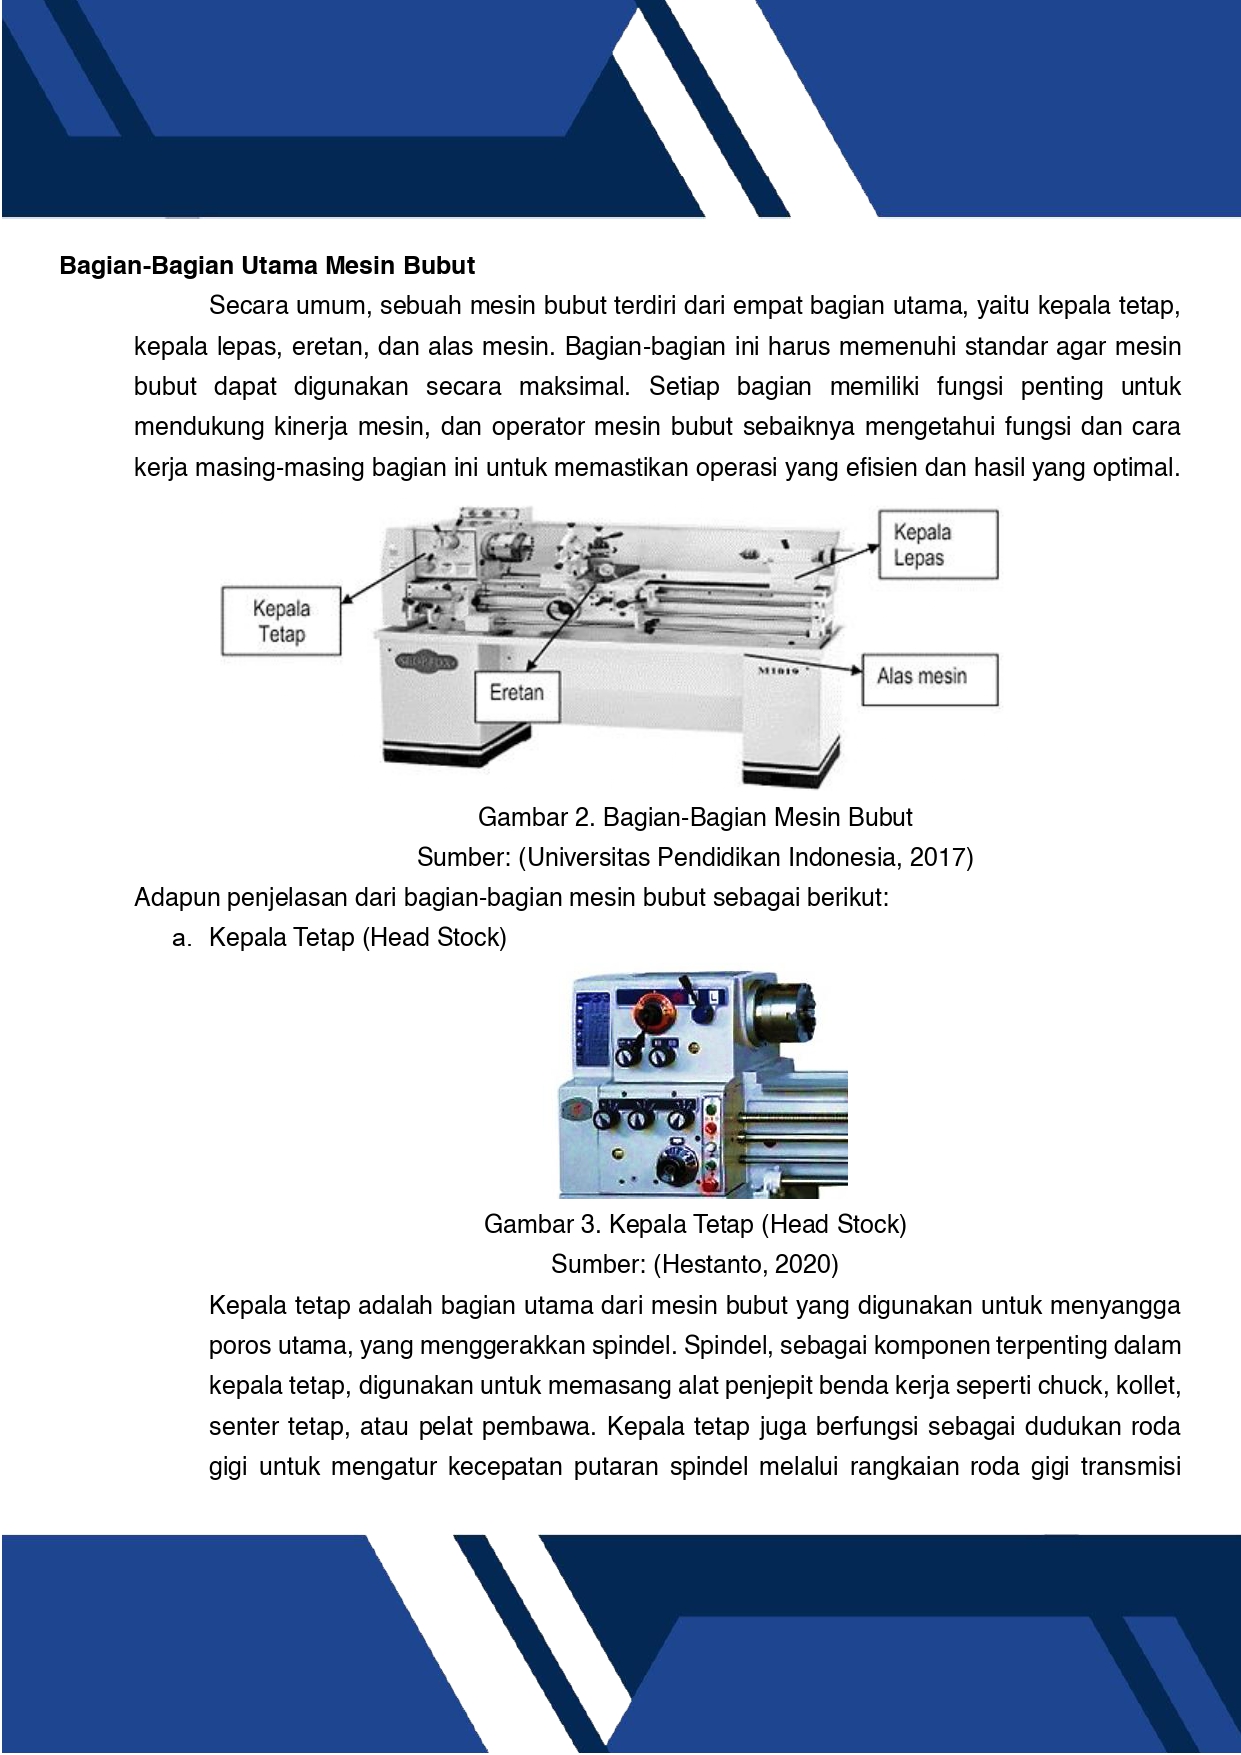 Bagian-Bagian Utama Mesin Bubut
Secara umum, sebuah mesin bubut terdiri dari empat bagian utama, yaitu kepala tetap,
kepala lepas, eretan, dan alas mesin. Bagian-bagian ini harus memenuhi standar agar mesin
bubut dapat digunakan secara maksimal. Setiap bagian memiliki fungsi penting untuk
mendukung kinerja mesin, dan operator mesin bubut sebaiknya mengetahui fungsi dan cara
kerja masing-masing bagian ini untuk memastikan operasi yang efisien dan hasil yang optimal.
Kepala
Lepas
Kepala
Tetap
Eretan
M1019
Alas mesin
Gambar 2. Bagian-Bagian Mesin Bubut
Sumber: (Universitas Pendidikan Indonesia, 2017)
Adapun penjelasan dari bagian-bagian mesin bubut sebagai berikut:
a. Kepala Tetap (Head Stock)
L
Gambar 3. Kepala Tetap (Head Stock)
Sumber: (Hestanto, 2020)
Kepala tetap adalah bagian utama dari mesin bubut yang digunakan untuk menyangga
poros utama, yang menggerakkan spindel. Spindel, sebagai komponen terpenting dalam
kepala tetap, digunakan untuk memasang alat penjepit benda kerja seperti chuck, kollet,
senter tetap, atau pelat pembawa. Kepala tetap juga berfungsi sebagai dudukan roda
gigi untuk mengatur kecepatan putaran spindel melalui rangkaian roda gigi transmisi